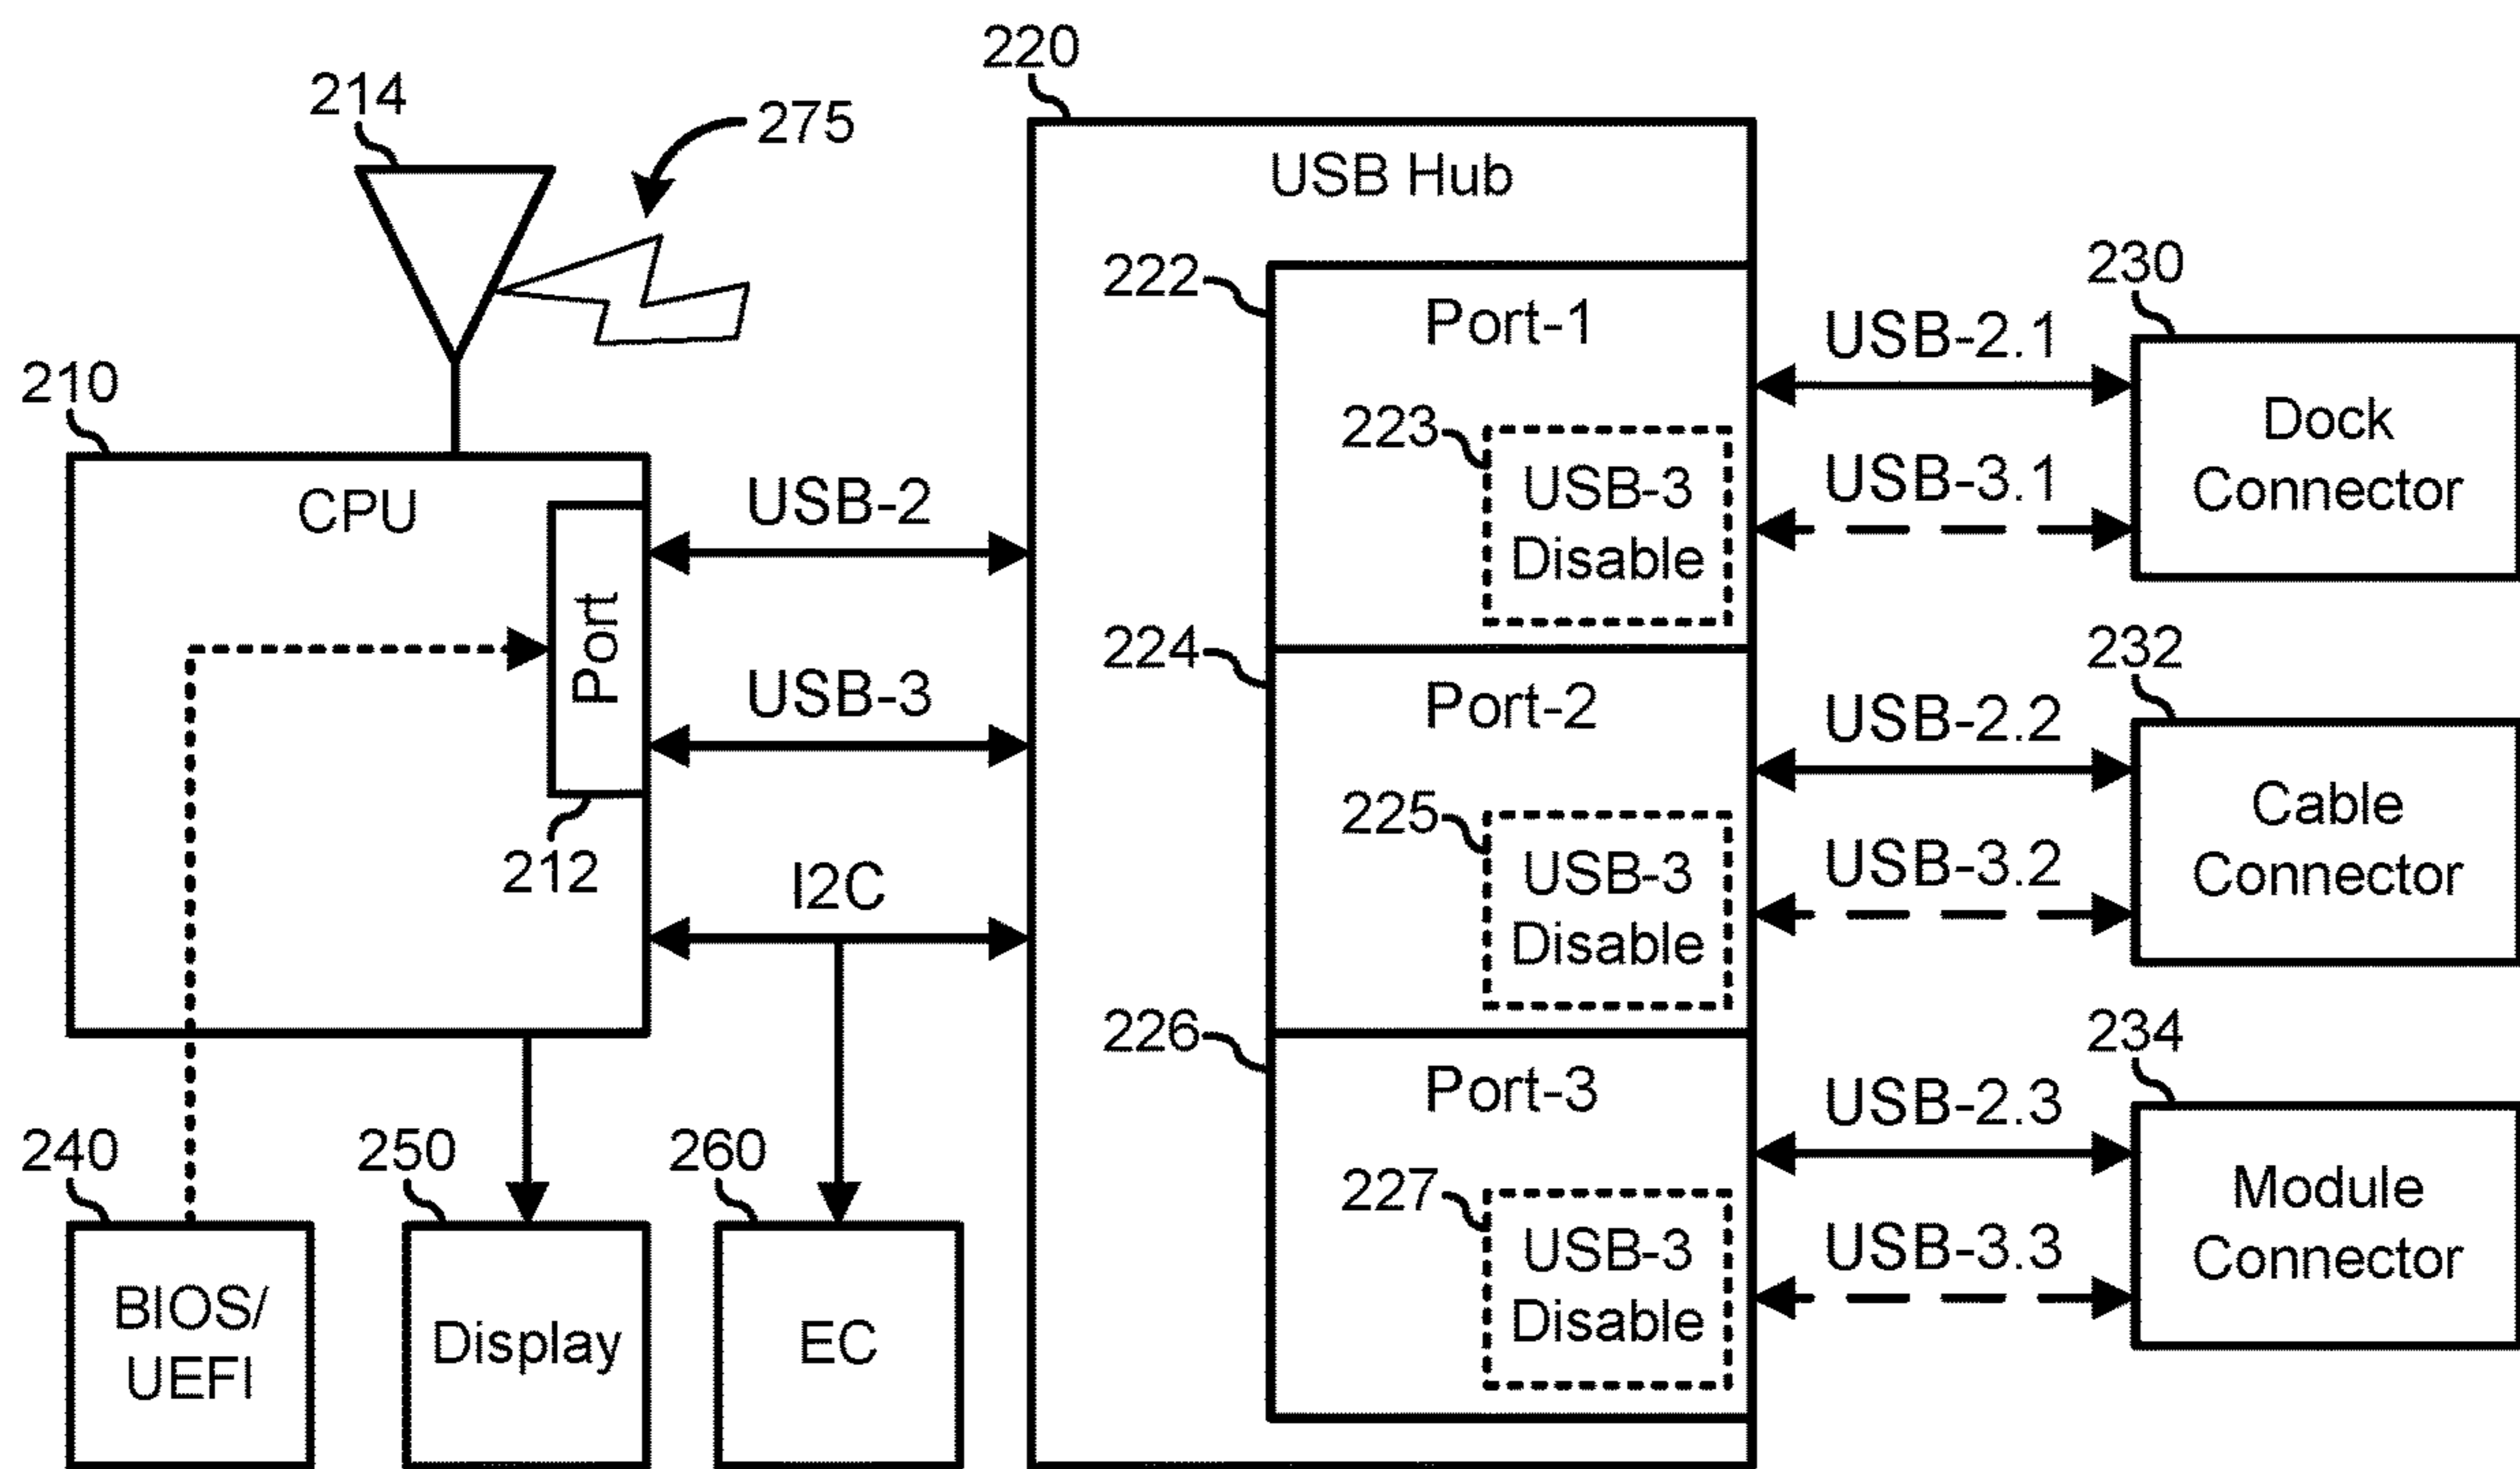 220
214
275
USB Hub
222
230
Port-1
USB-2.1
210
223
Dock
Connector
USB-3
Disable
USB-3.1
CPU
USB-2
Port
212
224
232
USB-3
Port-2
USB-2.2
225
Cable
Connector
USB-3
Disable
USB-3.2
I2C
226
234
Port-3
USB-2.3
240
250
260
227
Module
Connector
USB-3
Disable
USB-3.3
BIOS/
UEFI
Display
EC